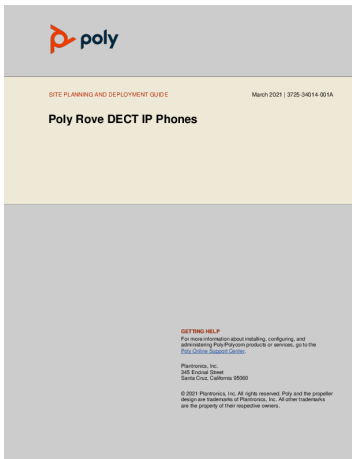 poly
SITE PLANNING AND DEPLOYMENT GUIDE
March 2021 | 3725-34014-001A
Poly Rove DECT IP Phones
GETTING HELP
For more information about installing, configuring, and
administering Poly/Polycom products or services, go to the
Poly Online Support Center.
Plantronics, Inc.
345 Encinal Street
Santa Cruz, California 95060
© 2021 Plantronics, Inc. All rights reserved. Poly and the propeller
design are trademarks of Plantronics, Inc. All other trademarks
are the property of their respective owners.